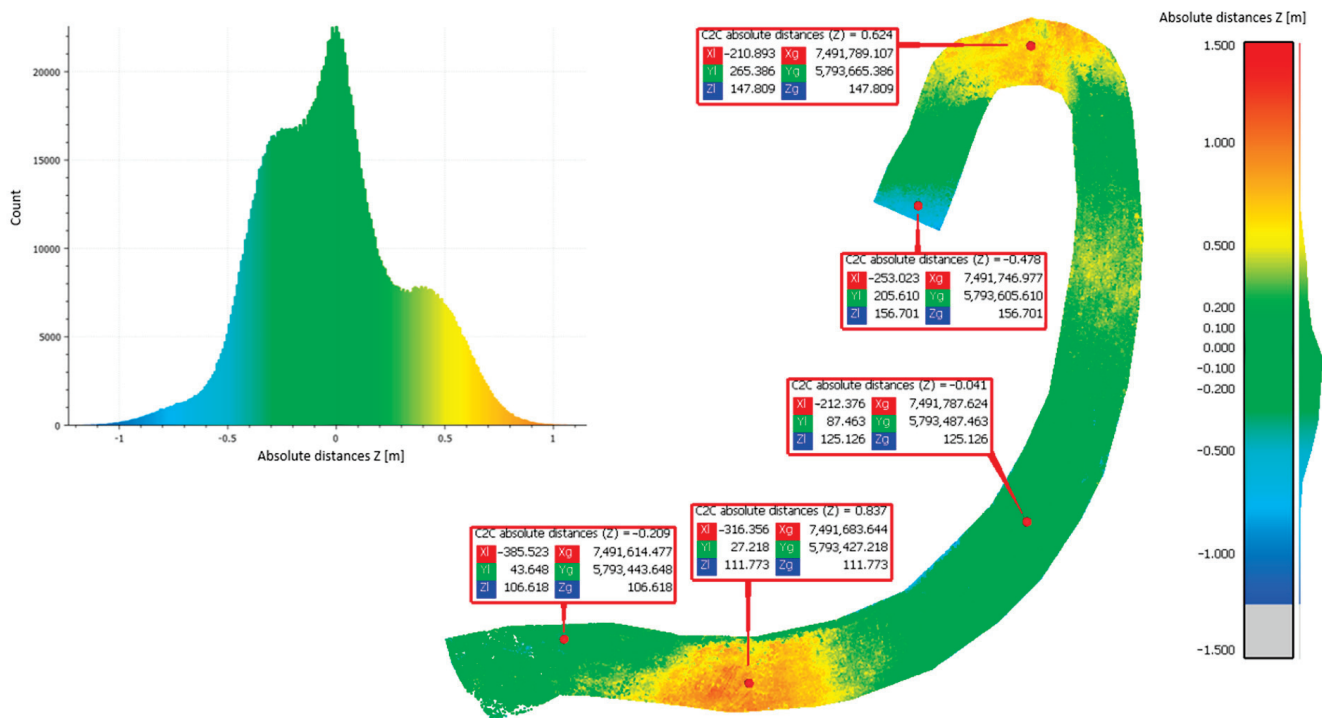 20000
15000
10000
5000
0
Count
-1
-0.5
0
0.5
1
Absolute distances Z [m]
C2C absolute distances (Z) = 0.624
Xl -210.893 Xg 7,491,789.107
Yl 265.386 Yg 5,793,665.386
Zl 147.809 Zg 147.809
C2C absolute distances (Z) = -0.478
Xl -253.023 Xg 7,491,746.977
Yl 205.610 Yg 5,793,605.610
Zl 156.701 Zg 156.701
C2C absolute distances (Z) = -0.041
Xl -212.376 Xg 7,491,787.624
Yl 87.463 Yg 5,793,487.463
Zl 125.126 Zg 125.126
C2C absolute distances (Z) = 0.837
Xl -316.356 Xg 7,491,683.644
Yl 27.218 Yg 5,793,427.218
Zl 111.773 Zg 111.773
C2C absolute distances (Z) = -0.209
Xl -385.523 Xg 7,491,614.477
Yl 43.648 Yg 5,793,443.648
Zl 106.618 Zg 106.618
Absolute distances Z [m]
1.500
1.000
0.500
0.200
0.100
0.000
-0.100
-0.200
-0.500
-1.000
-1.500